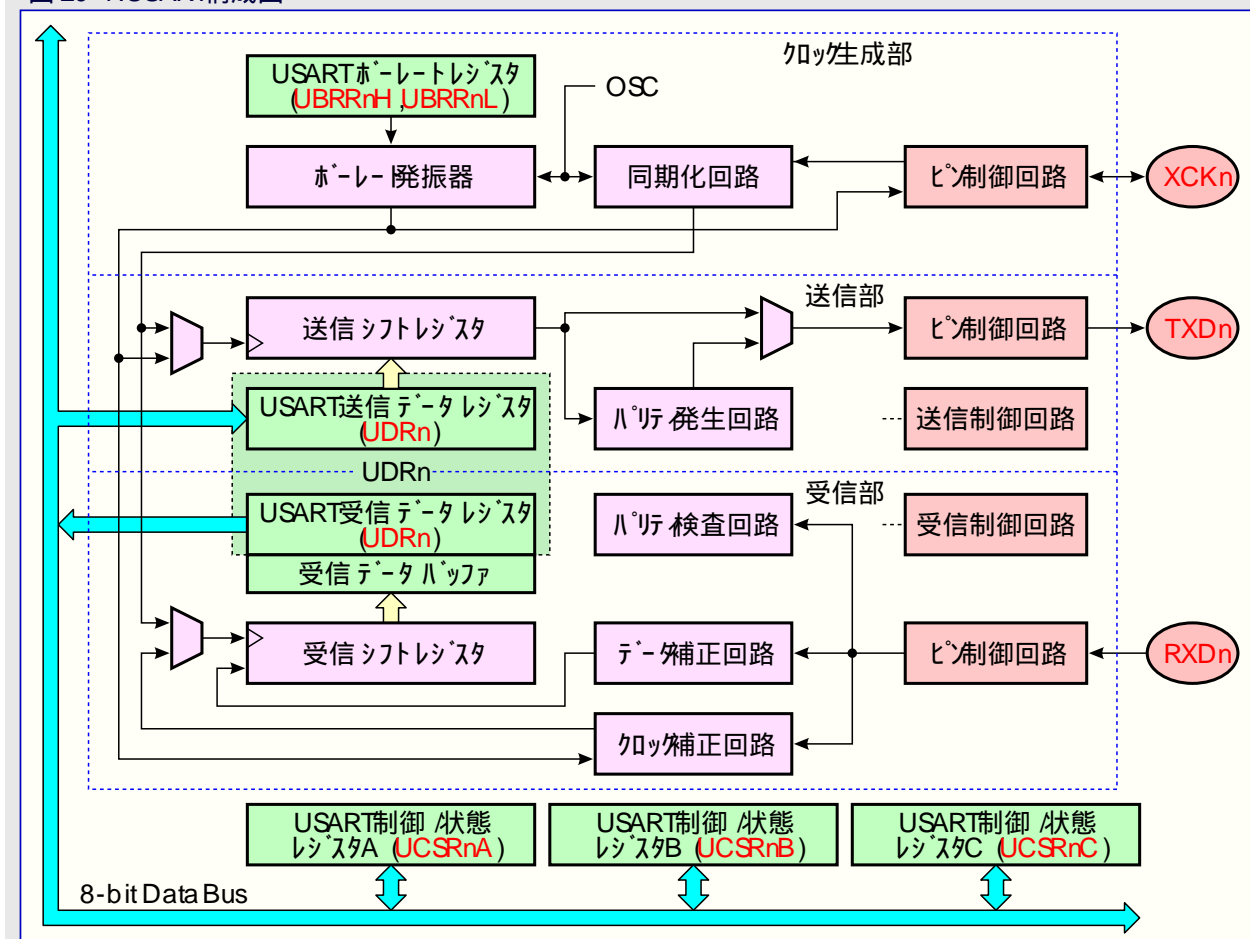 クロック生成部
USARTボーレートレジスタ
(UBRRnH,UBRRnL)
OSC
ボーレート発振器
同期化回路
ピン制御回路
XCKn
送信部
送信シフトレジスタ
ピン制御回路
TXDn
USART送信データレジスタ
(UDRn)
パリティ発生回路
送信制御回路
UDRn
受信部
USART受信データレジスタ
(UDRn)
パリティ検査回路
受信制御回路
受信データバッファ
受信シフトレジスタ
データ補正回路
ピン制御回路
RXDn
クロック補正回路
USART制御/状態
レジスタA (UCSRnA)
USART制御/状態
レジスタB (UCSRnB)
USART制御/状態
レジスタC (UCSRnC)
8-bit Data Bus